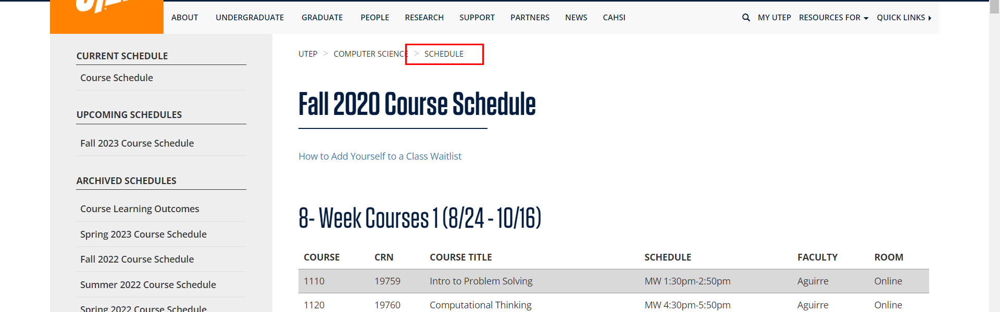 ABOUT UNDERGRADUATE GRADUATE PEOPLE RESEARCH SUPPORT PARTNERS NEWS CAHSI MY UTEP RESOURCES FOR QUICK LINKS
CURRENT SCHEDULE
Course Schedule
UPCOMING SCHEDULES
Fall 2023 Course Schedule
ARCHIVED SCHEDULES
Course Learning Outcomes
Spring 2023 Course Schedule
Fall 2022 Course Schedule
Summer 2022 Course Schedule
Spring 2022 Course Schedule
UTEP > COMPUTER SCIENCE > SCHEDULE
Fall 2020 Course Schedule
How to Add Yourself to a Class Waitlist
8- Week Courses 1 (8/24 - 10/16)
COURSE CRN COURSE TITLE SCHEDULE FACULTY ROOM
1110 19759 Intro to Problem Solving MW 1:30pm-2:50pm Aguirre Online
1120 19760 Computational Thinking MW 4:30pm-5:50pm Aguirre Online